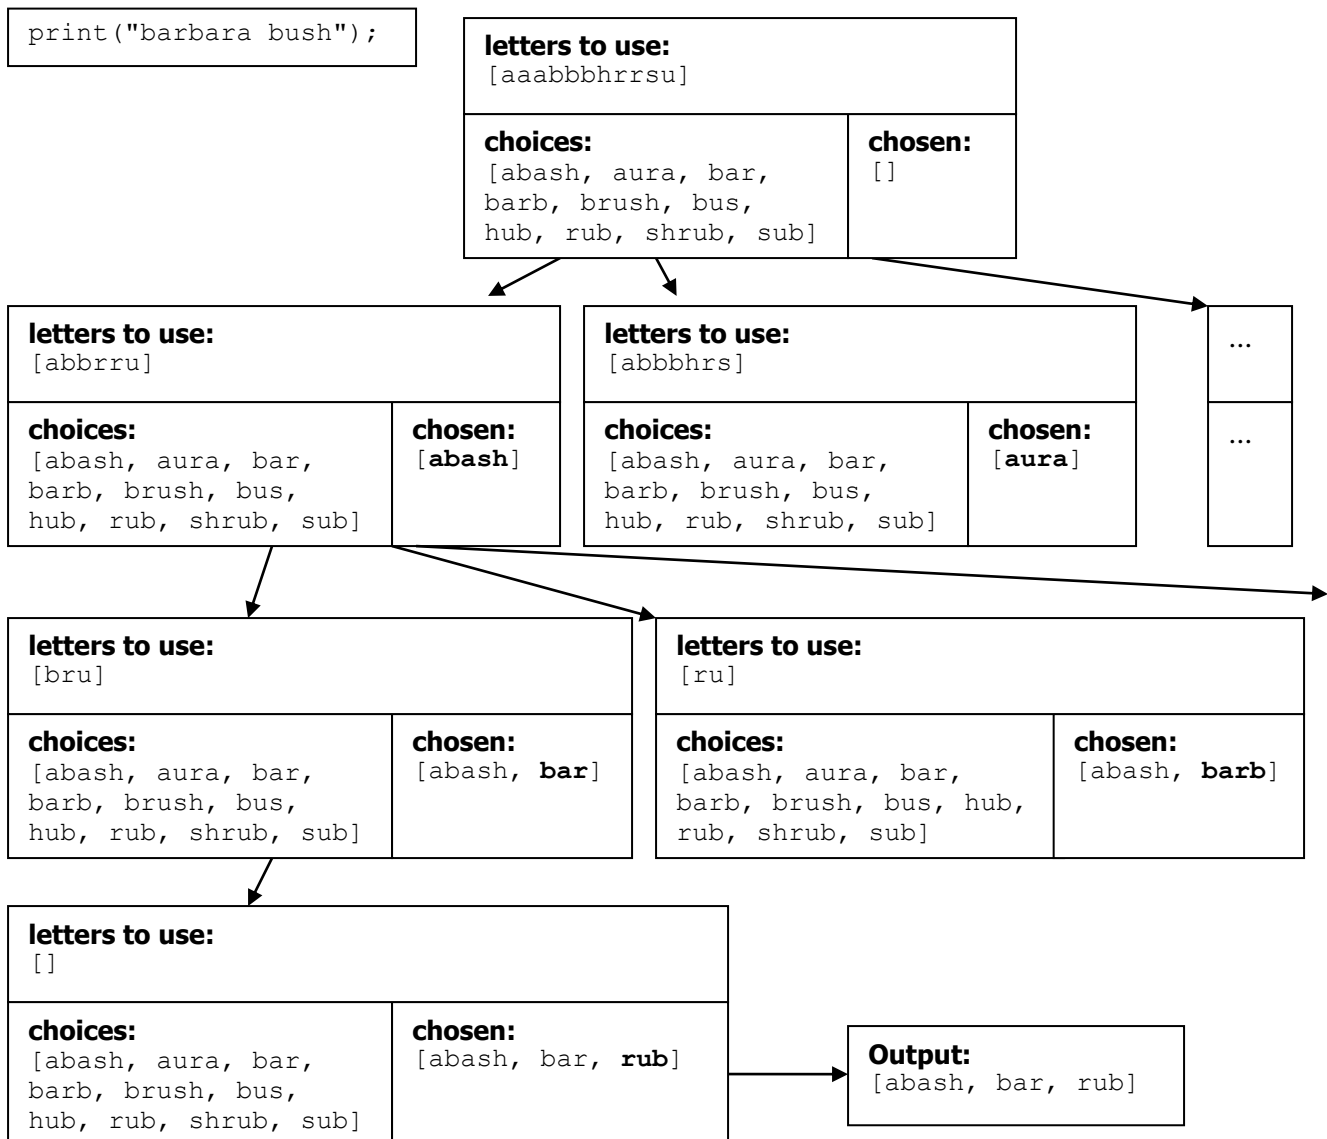 print("barbara bush");
letters to use:
[aaabbbhrrsu]
choices:
[abash, aura, bar,
barb, brush, bus,
hub, rub, shrub, sub]
chosen:
[]
letters to use:
[abbrru]
choices:
[abash, aura, bar,
barb, brush, bus,
hub, rub, shrub, sub]
chosen:
[abash]
letters to use:
[abbbhrs]
choices:
[abash, aura, bar,
barb, brush, bus,
hub, rub, shrub, sub]
chosen:
[aura]
...
...
letters to use:
[bru]
choices:
[abash, aura, bar,
barb, brush, bus,
hub, rub, shrub, sub]
chosen:
[abash, bar]
letters to use:
[ru]
choices:
[abash, aura, bar,
barb, brush, bus, hub,
rub, shrub, sub]
chosen:
[abash, barb]
letters to use:
[]
choices:
[abash, aura, bar,
barb, brush, bus,
hub, rub, shrub, sub]
chosen:
[abash, bar, rub]
Output:
[abash, bar, rub]